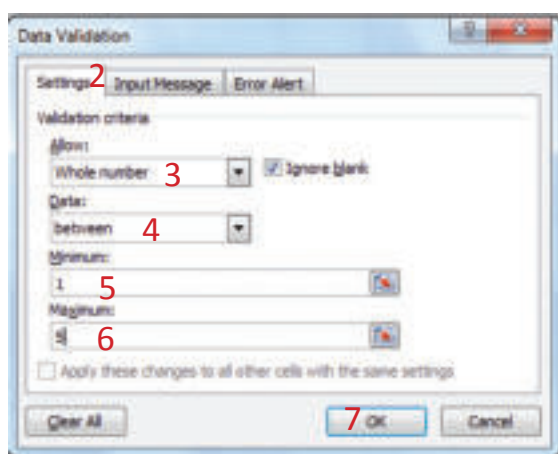 Data Validation
Settings 2 Input Message Error Alert
Validation criteria
Allow:
Whole number 3 Ignore blank
Data:
between 4
Minimum:
1 5
Maximum:
5 6
Apply these changes to all other cells with the same settings
Clear All 7 OK Cancel